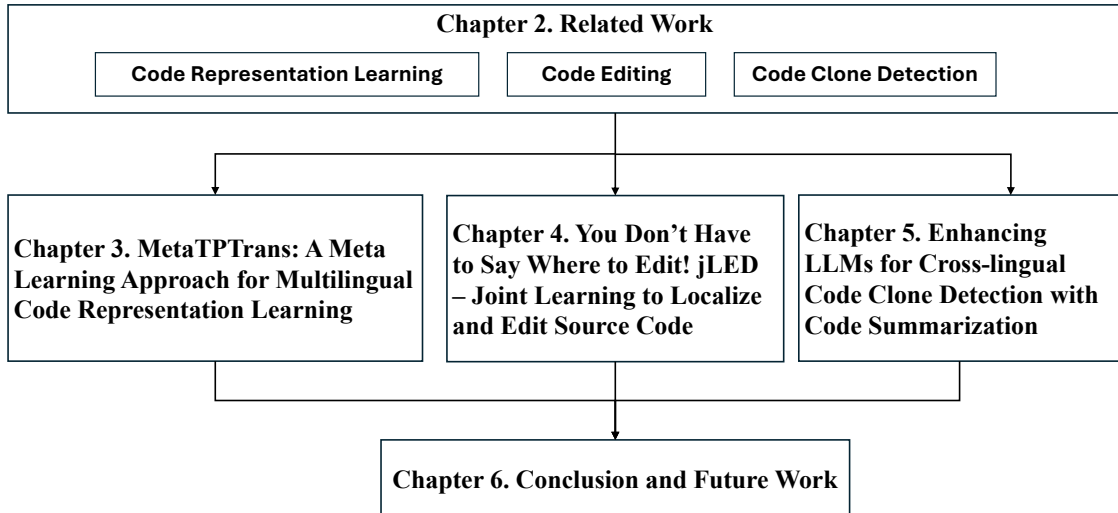 Chapter 2. Related Work
Code Representation Learning
Code Editing
Code Clone Detection
Chapter 3. MetaTPTrans: A Meta
Learning Approach for Multilingual
Code Representation Learning
Chapter 4. You Don’t Have
to Say Where to Edit! jLED
– Joint Learning to Localize
and Edit Source Code
Chapter 5. Enhancing
LLMs for Cross-lingual
Code Clone Detection with
Code Summarization
Chapter 6. Conclusion and Future Work